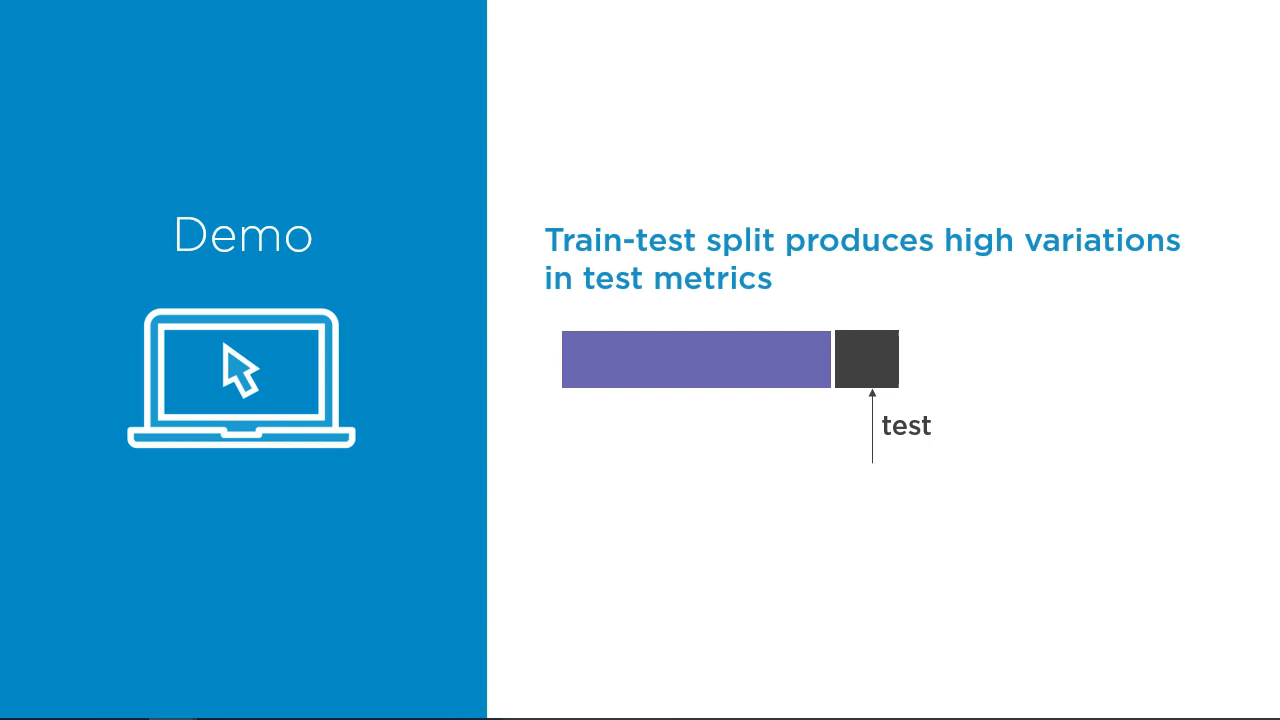 Demo
Train-test split produces high variations
in test metrics
test